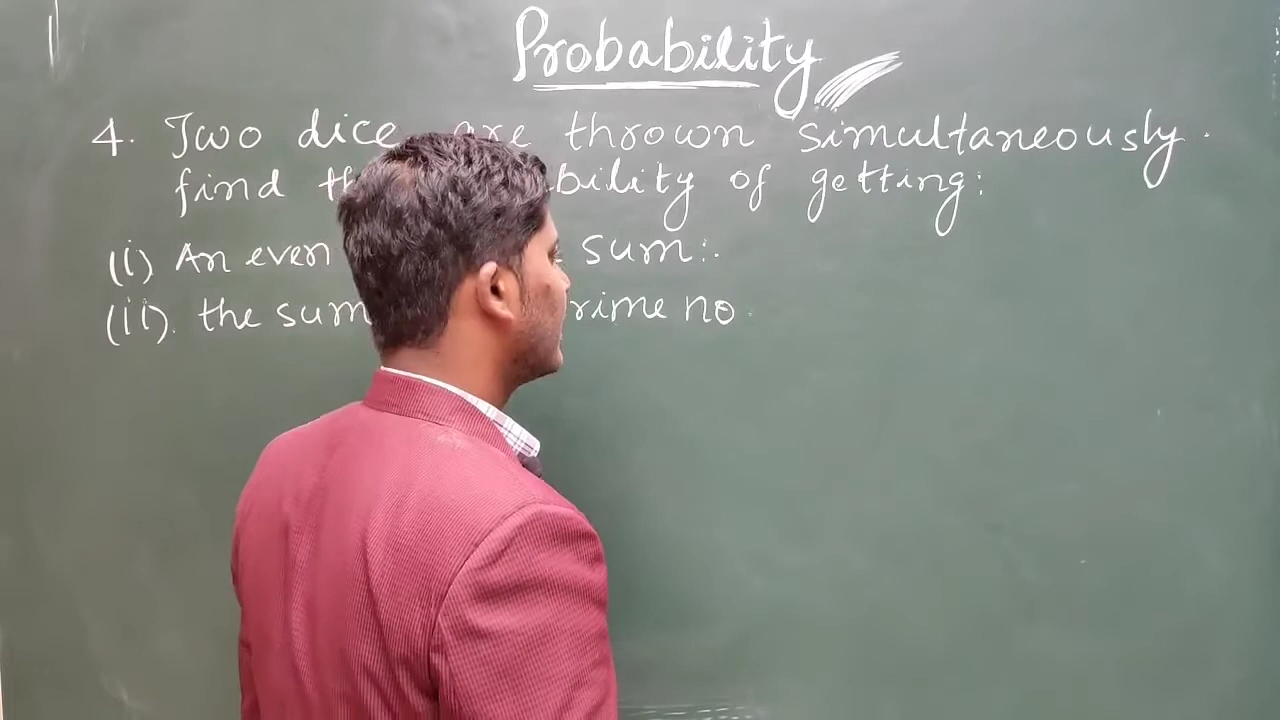 Probability
4. Two dice are thrown simultaneously.
find bility of getting:
(i) An even sum:.
(ii). the sum rime no.